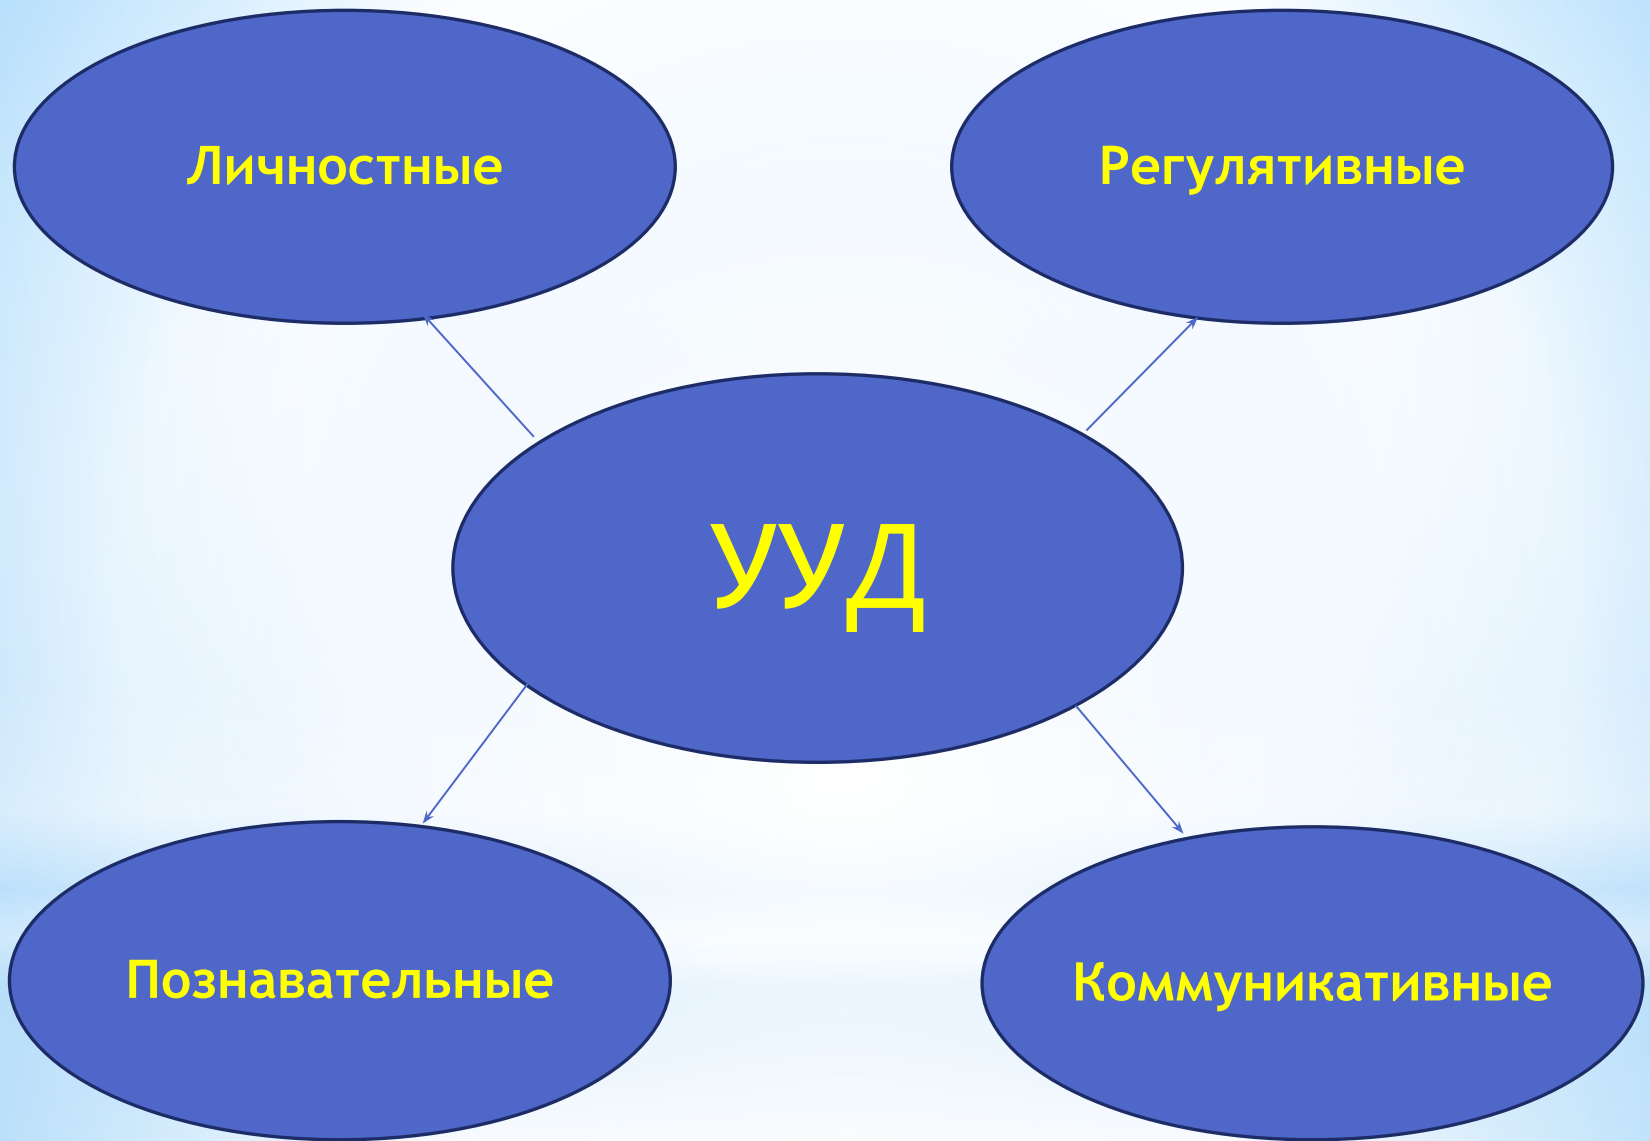 Личностные
Регулятивные
УУД
Познавательные
Коммуникативные